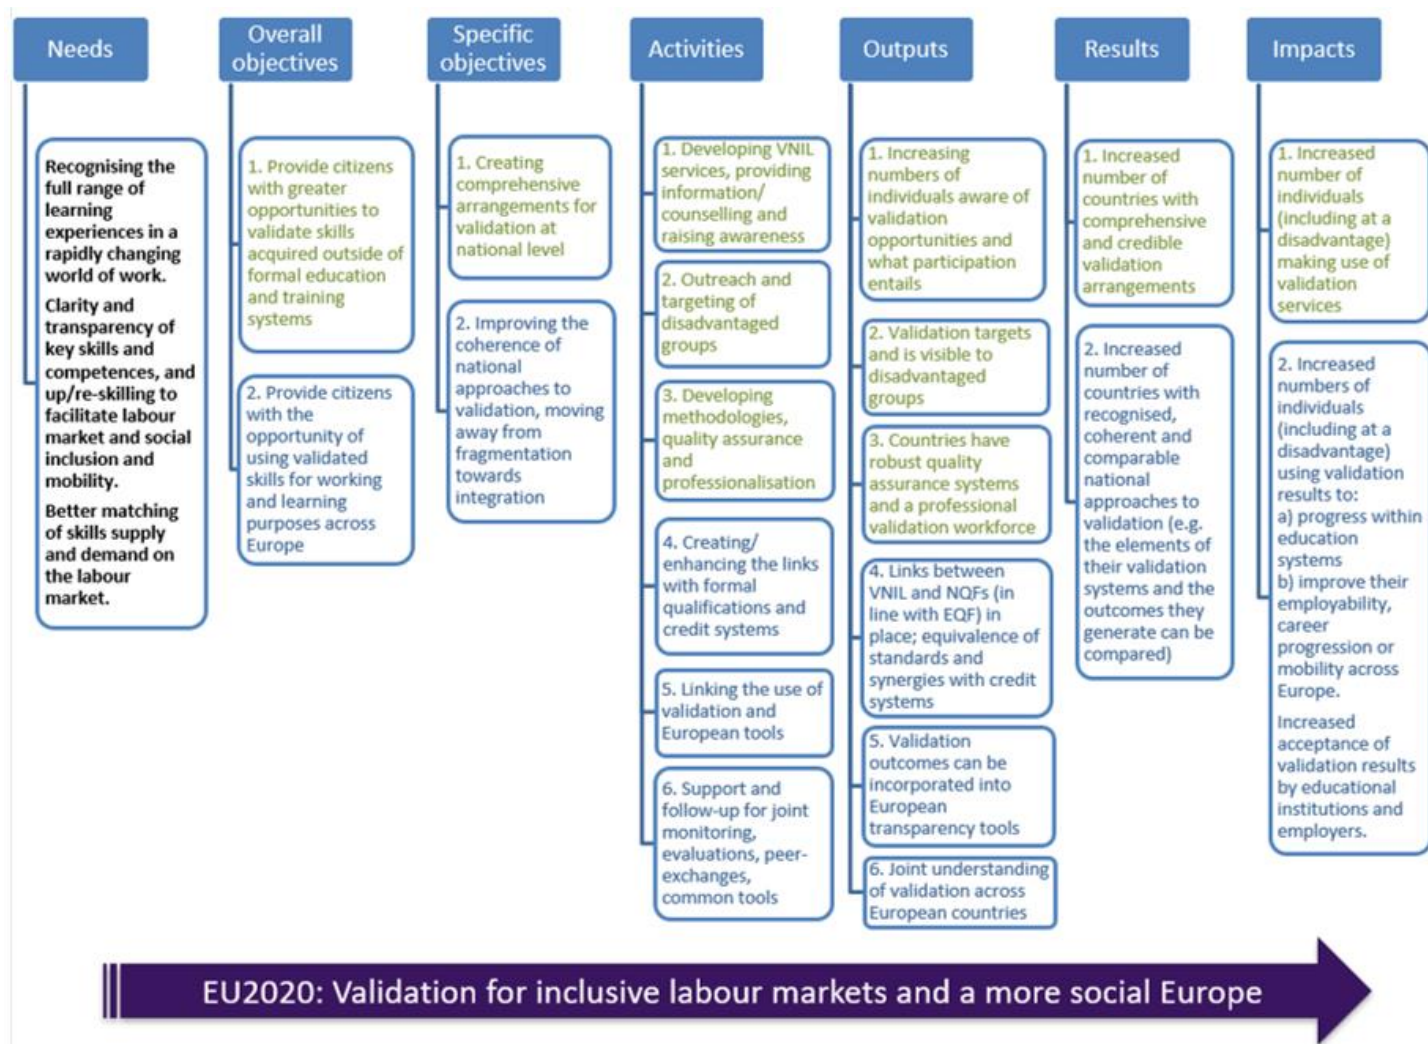 Needs
Recognising the
full range of
learning
experiences in a
rapidly changing
world of work.
Clarity and
transparency of
key skills and
competences, and
up/re-skilling to
facilitate labour
market and social
inclusion and
mobility.
Better matching
of skills supply
and demand on
the labour
market.
Overall
objectives
1. Provide citizens
with greater
opportunities to
validate skills
acquired outside of
formal education
and training
systems
2. Provide citizens
with the
opportunity of
using validated
skills for working
and learning
purposes across
Europe
Specific
objectives
1. Creating
comprehensive
arrangements for
validation at
national level
2. Improving the
coherence of
national
approaches to
validation, moving
away from
fragmentation
towards
integration
Activities
1. Developing VNIL
services, providing
information/
counselling and
raising awareness
2. Outreach and
targeting of
disadvantaged
groups
3. Developing
methodologies,
quality assurance
and
professionalisation
4. Creating/
enhancing the links
with formal
qualifications and
credit systems
5. Linking the use of
validation and
European tools
6. Support and
follow-up for joint
monitoring,
evaluations, peer-
exchanges,
common tools
Outputs
1. Increasing
numbers of
individuals aware of
validation
opportunities and
what participation
entails
2. Validation targets
and is visible to
disadvantaged
groups
3. Countries have
robust quality
assurance systems
and a professional
validation workforce
4. Links between
VNIL and NQFs (in
line with EQF) in
place; equivalence of
standards and
synergies with credit
systems
5. Validation
outcomes can be
incorporated into
European
transparency tools
6. Joint understanding
of validation across
European countries
Results
1. Increased
number of
countries with
comprehensive
and credible
validation
arrangements
2. Increased
number of
countries with
recognised,
coherent and
comparable
national
approaches to
validation (e.g.
the elements of
their validation
systems and the
outcomes they
generate can be
compared)
Impacts
1. Increased
number of
individuals
(including at a
disadvantage)
making use of
validation
services
2. Increased
numbers of
individuals
(including at a
disadvantage)
using validation
results to:
a) progress within
education
systems
b) improve their
employability,
career
progression or
mobility across
Europe.
Increased
acceptance of
validation results
by educational
institutions and
employers.
EU2020: Validation for inclusive labour markets and a more social Europe